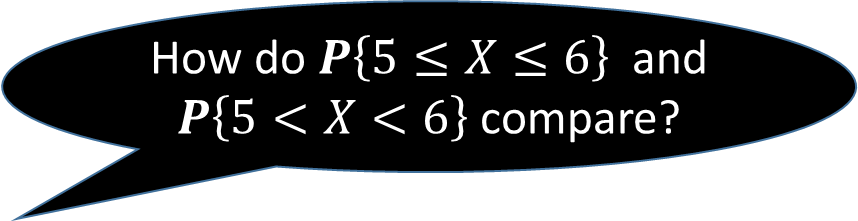 How do P{5 ≤ X ≤ 6} and
P{5 < X < 6} compare?